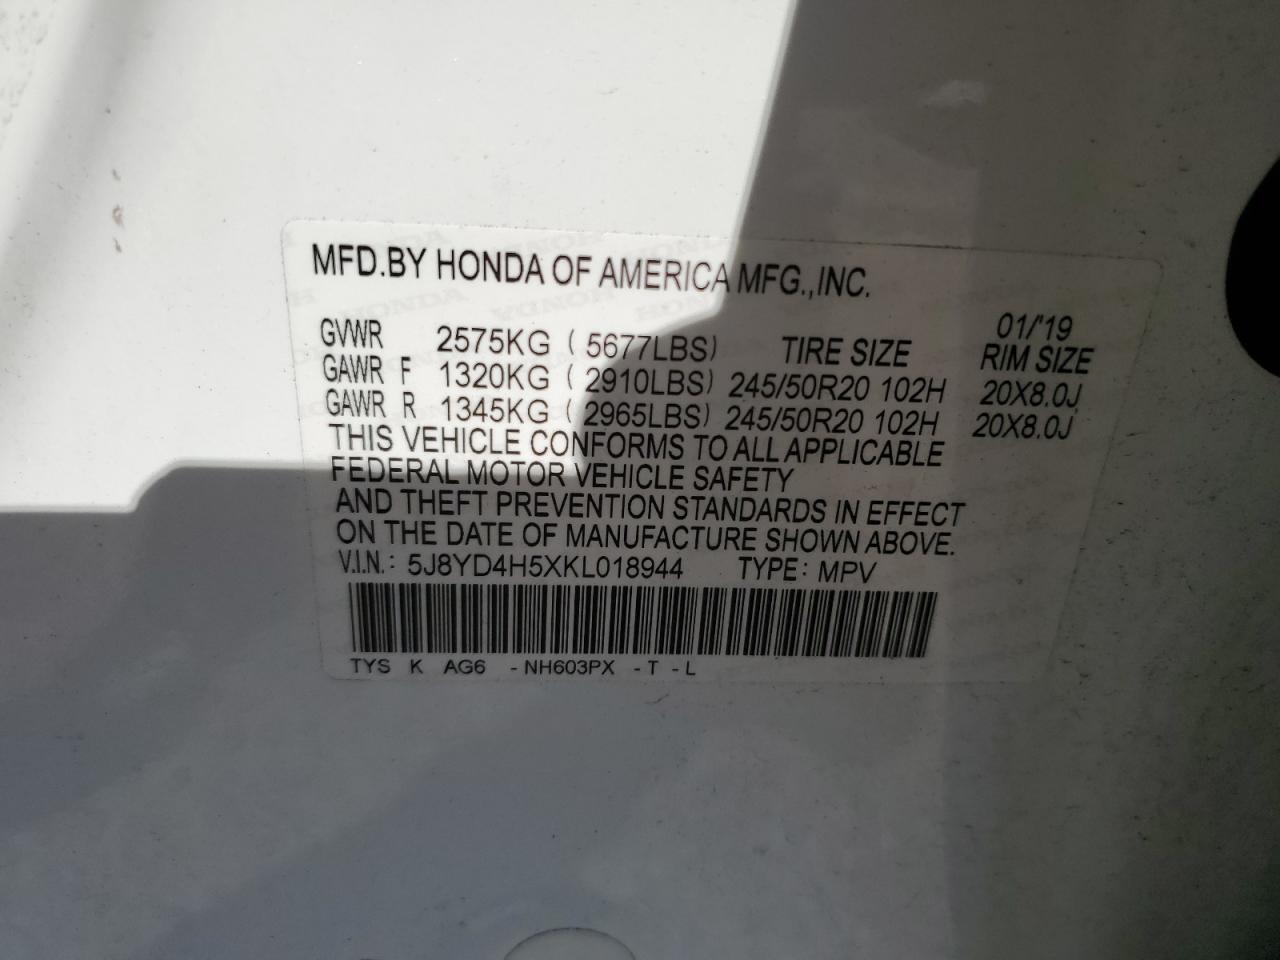 MFD.BY HONDA OF AMERICA MFG.,INC.
01/'19
GVWR 2575KG ( 5677LBS) TIRE SIZE RIM SIZE
GAWR F 1320KG ( 2910LBS) 245/50R20 102H 20X8.0J
GAWR R 1345KG ( 2965LBS) 245/50R20 102H 20X8.0J
THIS VEHICLE CONFORMS TO ALL APPLICABLE
FEDERAL MOTOR VEHICLE SAFETY
AND THEFT PREVENTION STANDARDS IN EFFECT
ON THE DATE OF MANUFACTURE SHOWN ABOVE.
V.I.N.: 5J8YD4H5XKL018944 TYPE: MPV
TYS K AG6 -NH603PX -T -L